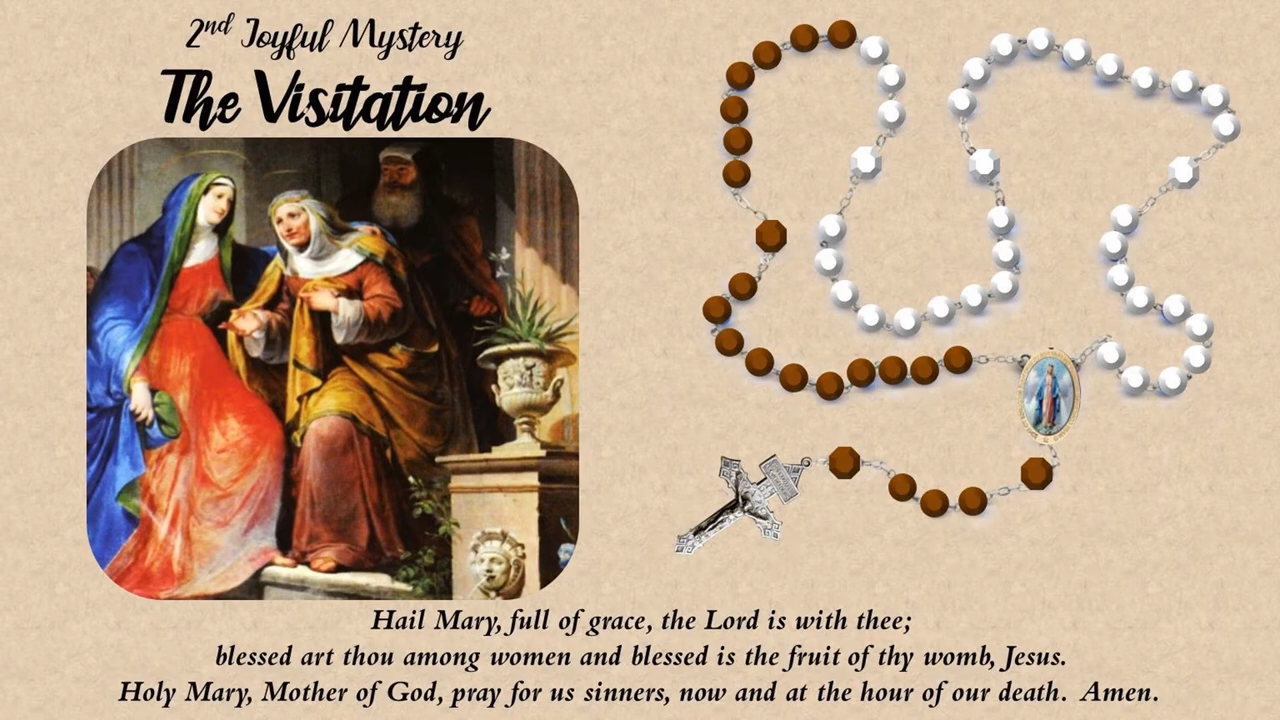 2nd Joyful Mystery
The Visitation
Hail Mary, full of grace, the Lord is with thee;
blessed art thou among women and blessed is the fruit of thy womb, Jesus.
Holy Mary, Mother of God, pray for us sinners, now and at the hour of our death. Amen.